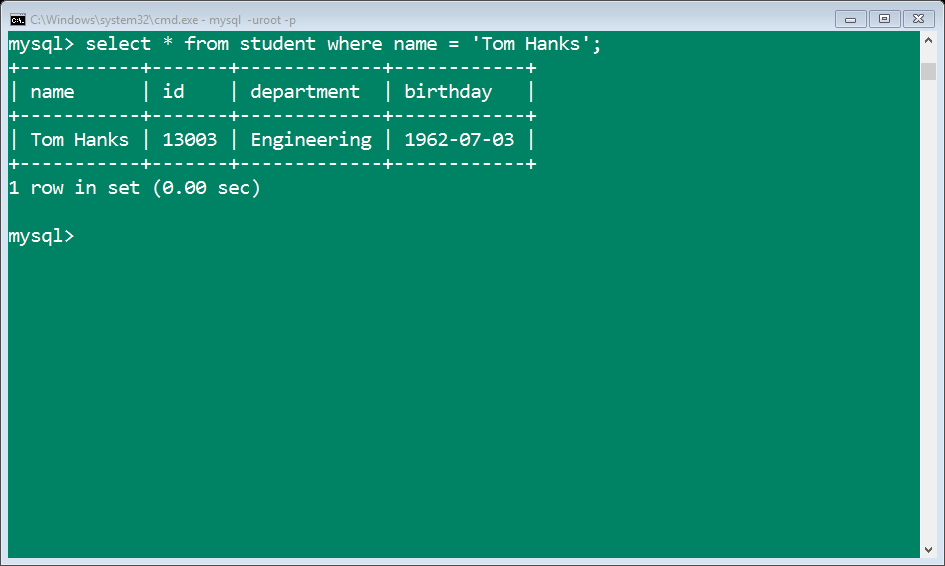 C:\Windows\system32\cmd.exe - mysql  -uroot -p
mysql> select * from student where name = 'Tom Hanks';
+-----------+-------+-------------+------------+
| name      | id    | department  | birthday   |
+-----------+-------+-------------+------------+
| Tom Hanks | 13003 | Engineering | 1962-07-03 |
+-----------+-------+-------------+------------+
1 row in set (0.00 sec)
mysql>